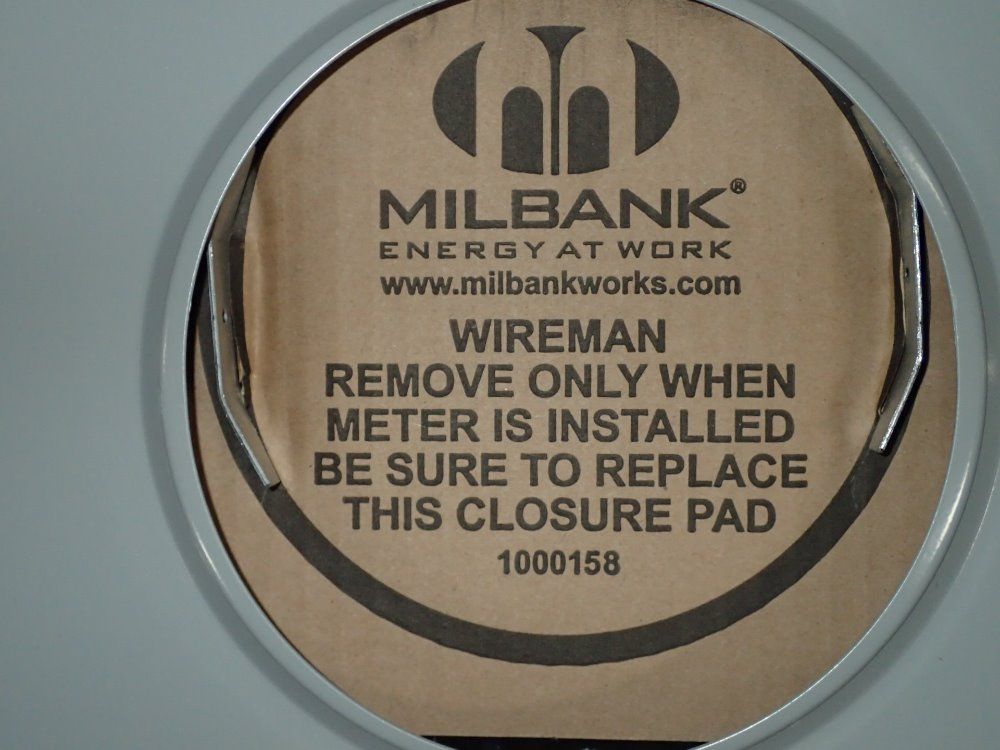 MILBANK®
ENERGY AT WORK
www.milbankworks.com
WIREMAN
REMOVE ONLY WHEN
METER IS INSTALLED
BE SURE TO REPLACE
THIS CLOSURE PAD
1000158